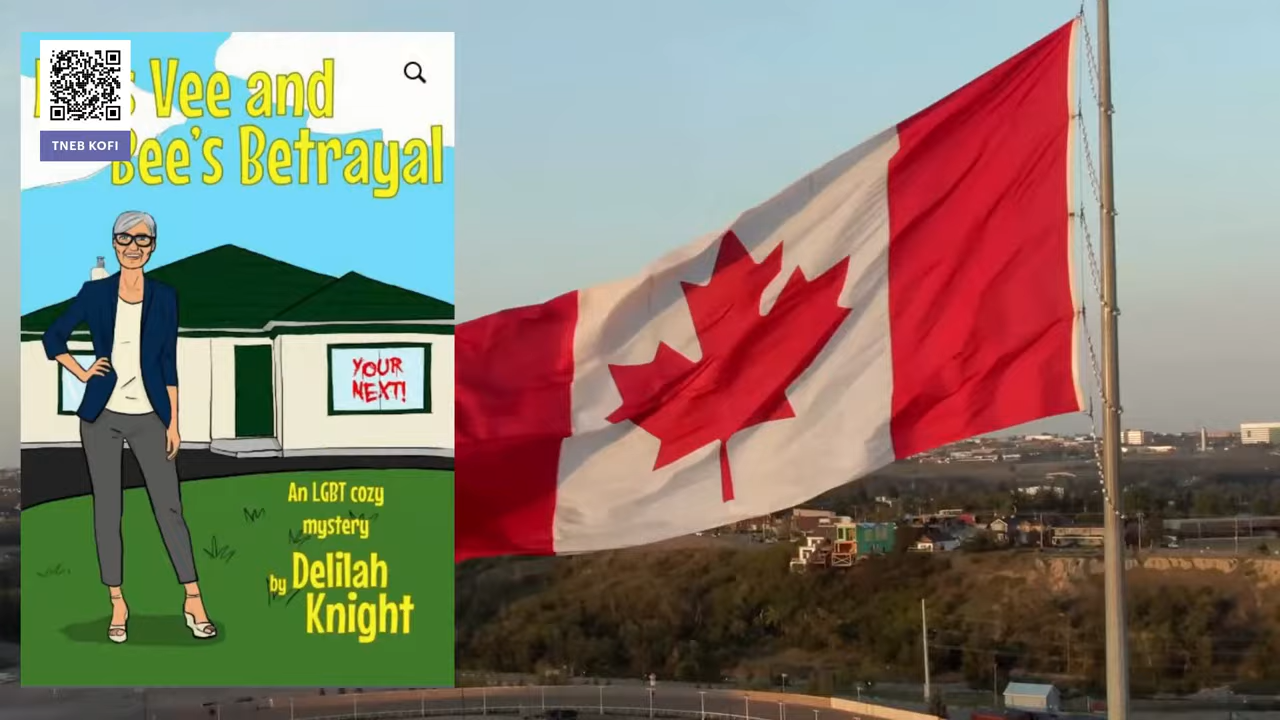 Vee and
Bee's Betrayal
TNEB KOFI
YOUR
NEXT!
An LGBT cozy
mystery
by Delilah
Knight